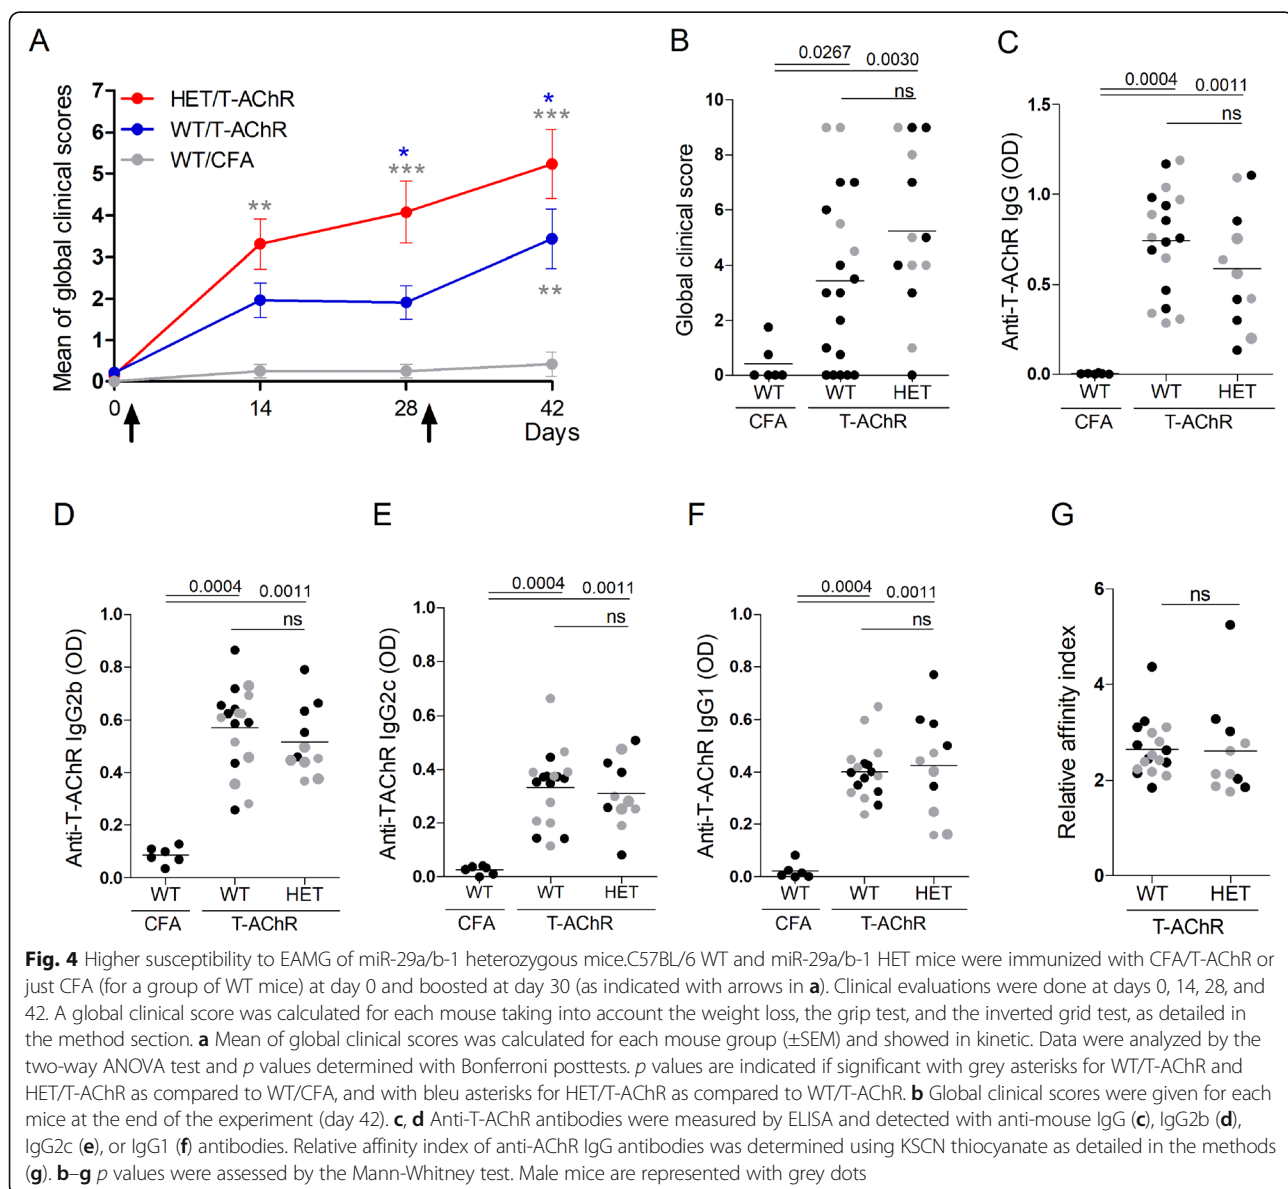 A
Mean of global clinical scores
7
6
5
4
3
2
1
0
HET/T-AChR
WT/T-AChR
WT/CFA
**
*
***
*
***
**
0
14
28
42
Days
B
0.0267
0.0030
ns
Global clinical score
10
8
6
4
2
0
WT
WT
HET
CFA
T-AChR
C
0.0004
0.0011
ns
Anti-T-AChR IgG (OD)
1.5
1.0
0.5
0.0
WT
WT
HET
CFA
T-AChR
D
0.0004
0.0011
ns
Anti-T-AChR IgG2b (OD)
1.0
0.8
0.6
0.4
0.2
0.0
WT
WT
HET
CFA
T-AChR
E
0.0004
0.0011
ns
Anti-TAChR IgG2c (OD)
1.0
0.8
0.6
0.4
0.2
0.0
WT
WT
HET
CFA
T-AChR
F
0.0004
0.0011
ns
Anti-T-AChR IgG1 (OD)
1.0
0.8
0.6
0.4
0.2
0.0
WT
WT
HET
CFA
T-AChR
G
ns
Relative affinity index
6
4
2
0
WT
HET
T-AChR
Fig. 4 Higher susceptibility to EAMG of miR-29a/b-1 heterozygous mice.C57BL/6 WT and miR-29a/b-1 HET mice were immunized with CFA/T-AChR or
just CFA (for a group of WT mice) at day 0 and boosted at day 30 (as indicated with arrows in a). Clinical evaluations were done at days 0, 14, 28, and
42. A global clinical score was calculated for each mouse taking into account the weight loss, the grip test, and the inverted grid test, as detailed in
the method section. a Mean of global clinical scores was calculated for each mouse group (±SEM) and showed in kinetic. Data were analyzed by the
two-way ANOVA test and p values determined with Bonferroni posttests. p values are indicated if significant with grey asterisks for WT/T-AChR and
HET/T-AChR as compared to WT/CFA, and with bleu asterisks for HET/T-AChR as compared to WT/T-AChR. b Global clinical scores were given for each
mice at the end of the experiment (day 42). c, d Anti-T-AChR antibodies were measured by ELISA and detected with anti-mouse IgG (c), IgG2b (d),
IgG2c (e), or IgG1 (f) antibodies. Relative affinity index of anti-AChR IgG antibodies was determined using KSCN thiocyanate as detailed in the methods
(g). b–g p values were assessed by the Mann-Whitney test. Male mice are represented with grey dots